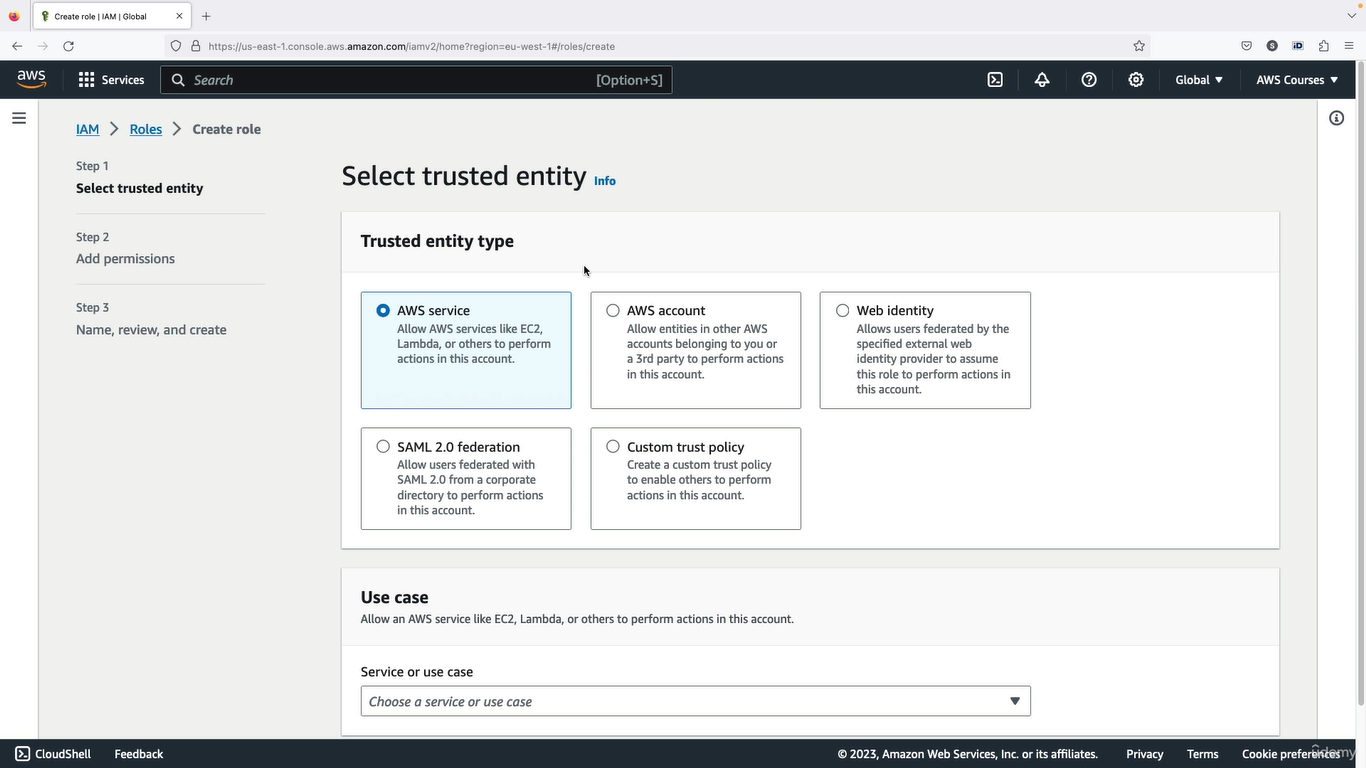 Create role | IAM | Global
https://us-east-1.console.aws.amazon.com/iamv2/home?region=eu-west-1#/roles/create
aws
Services
Search
[Option+S]
Global
AWS Courses
IAM
Roles
Create role
Step 1
Select trusted entity
Step 2
Add permissions
Step 3
Name, review, and create
Select trusted entity
Info
Trusted entity type
AWS service
Allow AWS services like EC2,
Lambda, or others to perform
actions in this account.
AWS account
Allow entities in other AWS
accounts belonging to you or
a 3rd party to perform actions
in this account.
Web identity
Allows users federated by the
specified external web
identity provider to assume
this role to perform actions in
this account.
SAML 2.0 federation
Allow users federated with
SAML 2.0 from a corporate
directory to perform actions
in this account.
Custom trust policy
Create a custom trust policy
to enable others to perform
actions in this account.
Use case
Allow an AWS service like EC2, Lambda, or others to perform actions in this account.
Service or use case
Choose a service or use case
CloudShell
Feedback
© 2023, Amazon Web Services, Inc. or its affiliates.
Privacy
Terms
Cookie preferences
Udemy